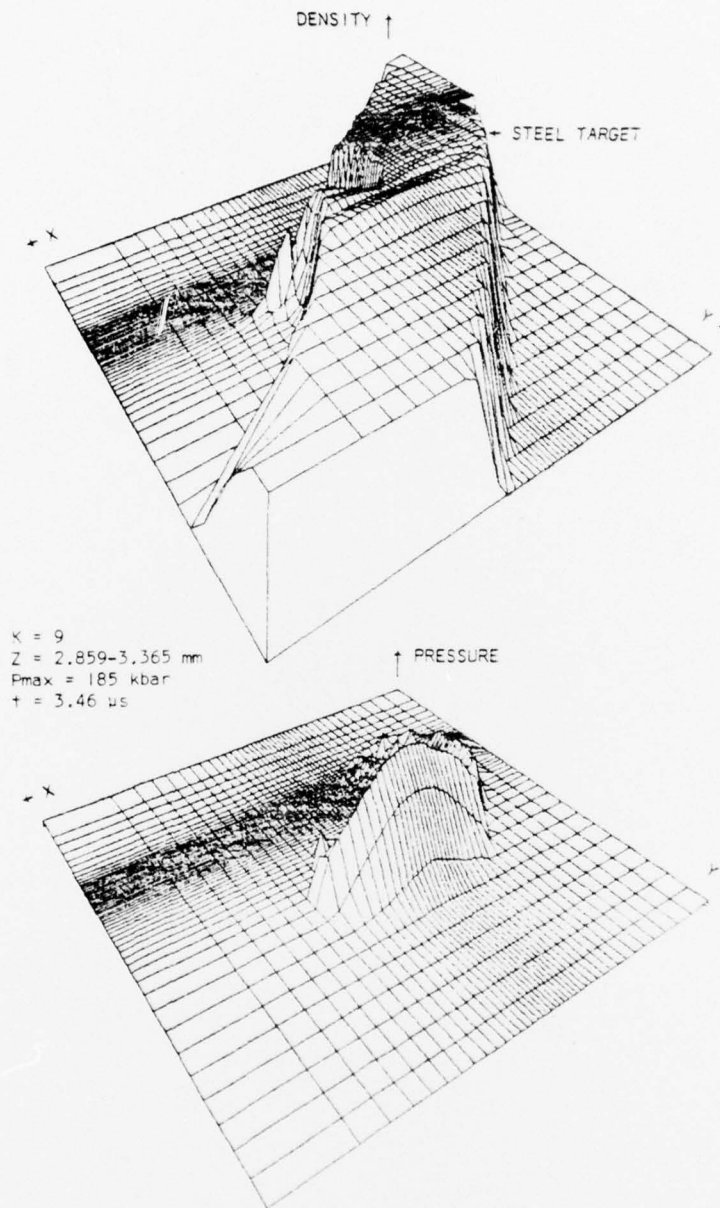 DENSITY ↑
← STEEL TARGET
← X
Y →
K = 9
Z = 2.859-3.365 mm
Pmax = 185 kbar
t = 3.46 µs
↑ PRESSURE
← X
Y